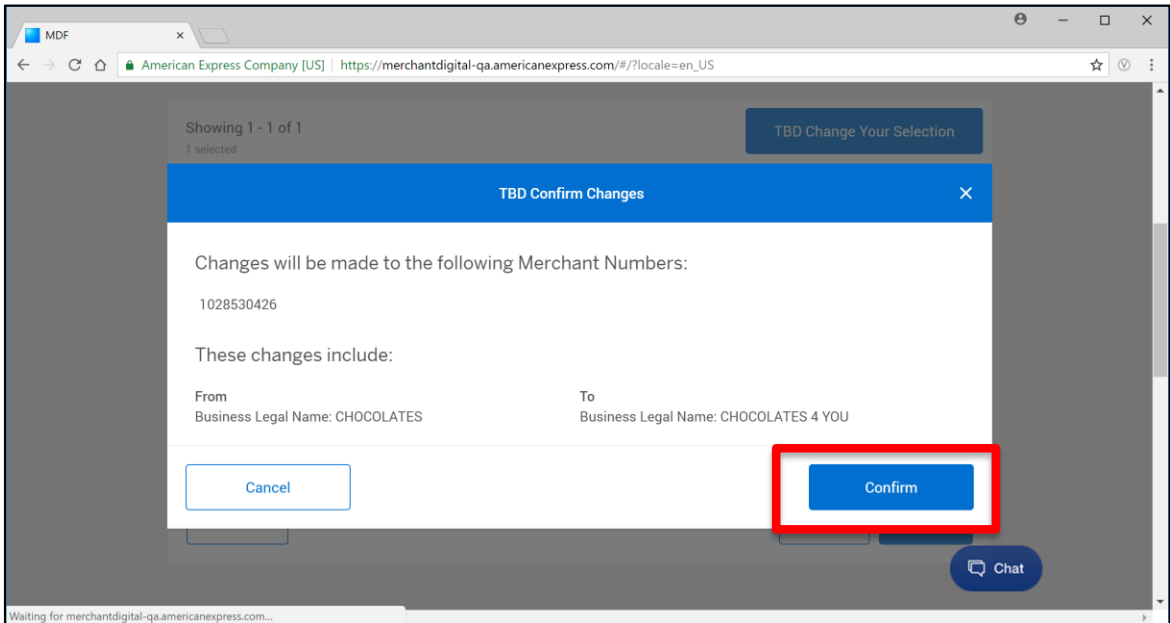 MDF
American Express Company [US] | https://merchantdigital-qa.americanexpress.com/#/?locale=en_US
Showing 1 - 1 of 1
TBD Change Your Selection
1 selected
TBD Confirm Changes
Changes will be made to the following Merchant Numbers:
1028530426
These changes include:
From To
Business Legal Name: CHOCOLATES Business Legal Name: CHOCOLATES 4 YOU
Cancel Confirm
Chat
Waiting for merchantdigital-qa.americanexpress.com...